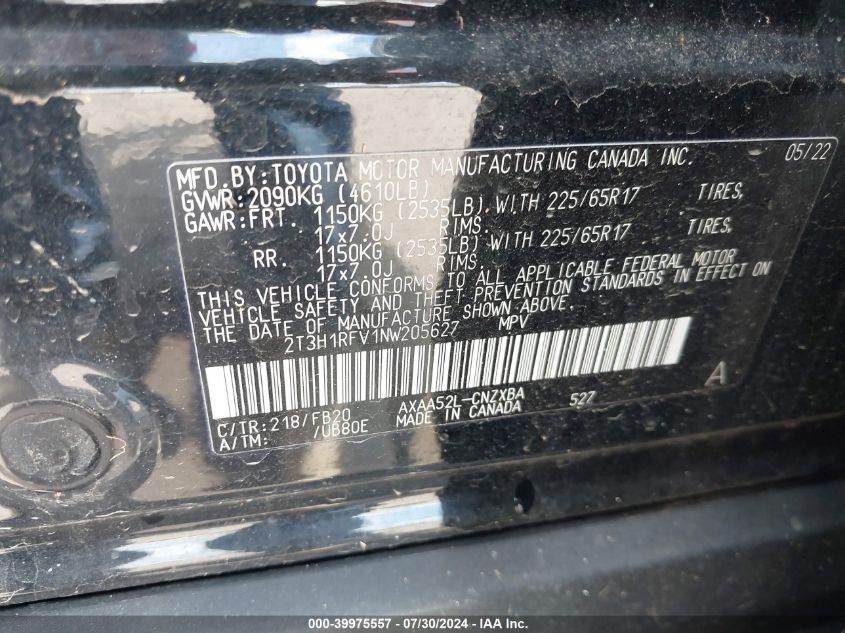 MFD.BY:TOYOTA MOTOR MANUFACTURING CANADA INC. 05/22
GVWR:2090KG (4610LB)
GAWR:FRT. 1150KG (2535LB) WITH 225/65R17 TIRES,
17x7.0J RIMS
RR. 1150KG (2535LB) WITH 225/65R17 TIRES,
17x7.0J RIMS
THIS VEHICLE CONFORMS TO ALL APPLICABLE FEDERAL MOTOR
VEHICLE SAFETY AND THEFT PREVENTION STANDARDS IN EFFECT ON
THE DATE OF MANUFACTURE SHOWN ABOVE.
2T3H1RFV1NW205627 MPV
A
C/TR:218/FB20 AXAA52L-CNZXBA 527
A/TM: /UB80E MADE IN CANADA
000-39975557 / 07/30/2024 - IAA Inc.